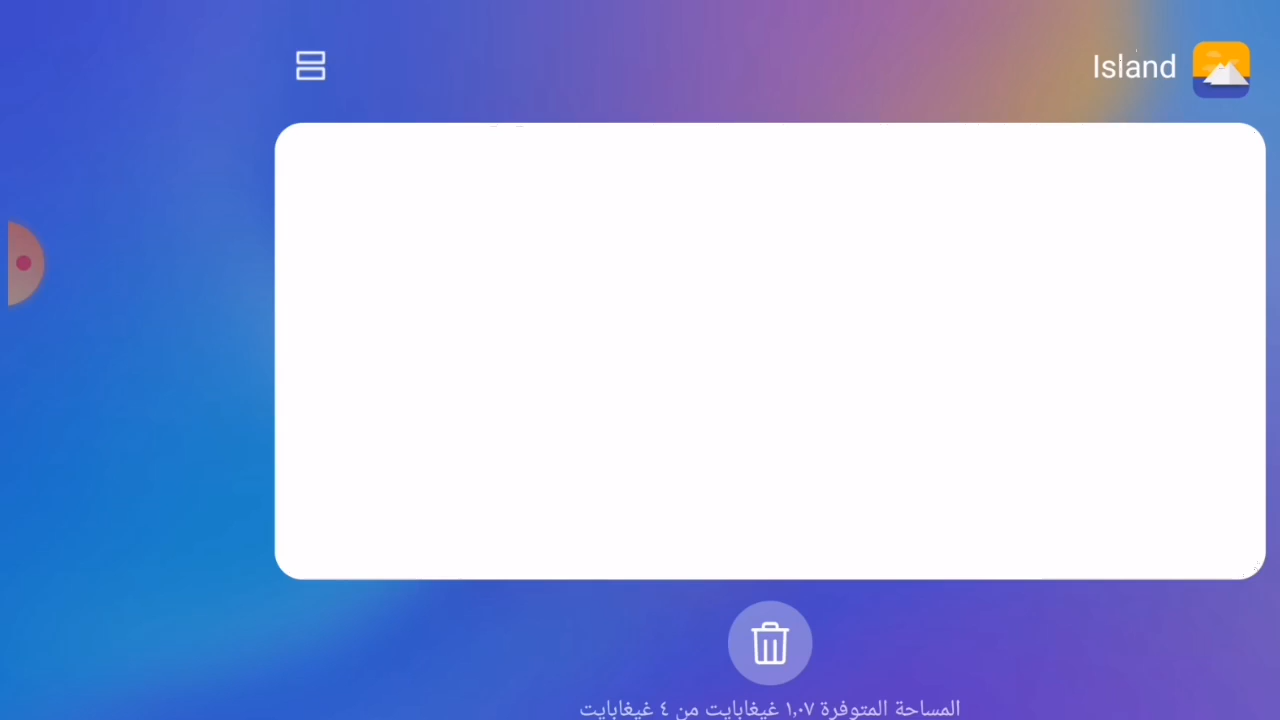 Island
المساحة المتوفرة ١,٠٧ غيغابايت من ٤ غيغابايت